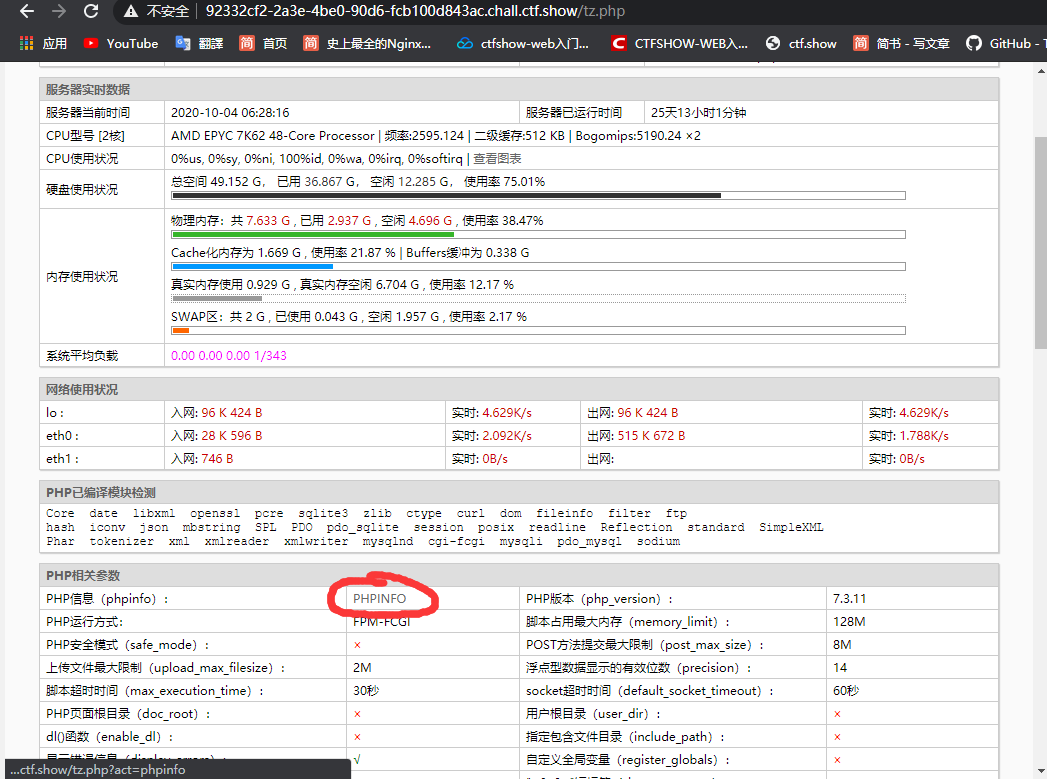 不安全 | 92332cf2-2a3e-4be0-90d6-fcb100d843ac.chall.ctf.show/tz.php
应用 YouTube 翻譯 简 首页 简 史上最全的Nginx... ctfshow-web入门... CTFSHOW-WEB入... ctf.show 简 简书 - 写文章 GitHub - T
服务器实时数据
服务器当前时间 2020-10-04 06:28:16 服务器已运行时间 25天13小时1分钟
CPU型号 [2核] AMD EPYC 7K62 48-Core Processor | 频率:2595.124 | 二级缓存:512 KB | Bogomips:5190.24 ×2
CPU使用状况 0%us, 0%sy, 0%ni, 100%id, 0%wa, 0%irq, 0%softirq | 查看图表
硬盘使用状况 总空间 49.152 G， 已用 36.867 G， 空闲 12.285 G， 使用率 75.01%
内存使用状况 物理内存：共 7.633 G , 已用 2.937 G , 空闲 4.696 G , 使用率 38.47%
Cache化内存为 1.669 G , 使用率 21.87 % | Buffers缓冲为 0.338 G
真实内存使用 0.929 G , 真实内存空闲 6.704 G , 使用率 12.17 %
SWAP区：共 2 G , 已使用 0.043 G , 空闲 1.957 G , 使用率 2.17 %
系统平均负载 0.00 0.00 0.00 1/343
网络使用状况
lo : 入网: 96 K 424 B 实时: 4.629K/s 出网: 96 K 424 B 实时: 4.629K/s
eth0 : 入网: 28 K 596 B 实时: 2.092K/s 出网: 515 K 672 B 实时: 1.788K/s
eth1 : 入网: 746 B 实时: 0B/s 出网: 实时: 0B/s
PHP已编译模块检测
Core date libxml openssl pcre sqlite3 zlib ctype curl dom fileinfo filter ftp
hash iconv json mbstring SPL PDO pdo_sqlite session posix readline Reflection standard SimpleXML
Phar tokenizer xml xmlreader xmlwriter mysqlnd cgi-fcgi mysqli pdo_mysql sodium
PHP相关参数
PHP信息（phpinfo）: PHPINFO PHP版本（php_version）: 7.3.11
PHP运行方式: FPM-FCGI 脚本占用最大内存（memory_limit）: 128M
PHP安全模式（safe_mode）: × POST方法提交最大限制（post_max_size）: 8M
上传文件最大限制（upload_max_filesize）: 2M 浮点型数据显示的有效位数（precision）: 14
脚本超时时间（max_execution_time）: 30秒 socket超时时间（default_socket_timeout）: 60秒
PHP页面根目录（doc_root）: × 用户根目录（user_dir）: ×
dl()函数（enable_dl）: × 指定包含文件目录（include_path）: ×
显示错误信息（display_errors）: √ 自定义全局变量（register_globals）: ×
...ctf.show/tz.php?act=phpinfo